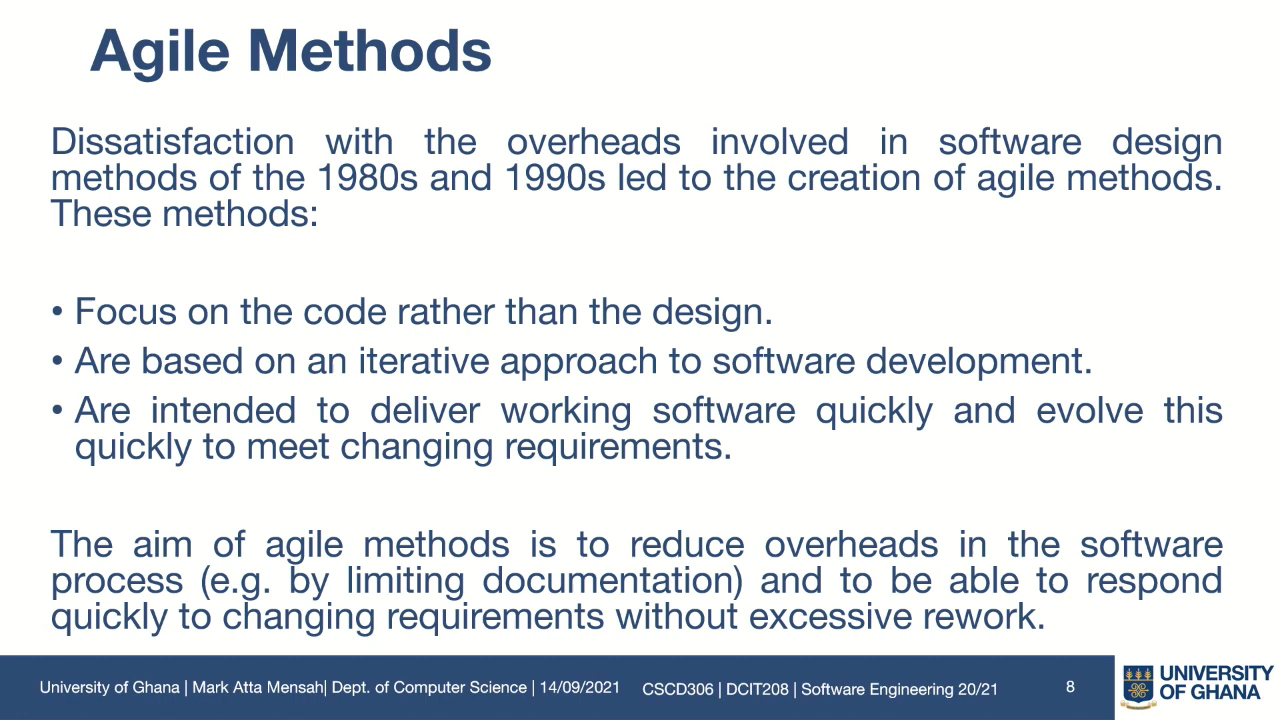 Agile Methods
Dissatisfaction with the overheads involved in software design
methods of the 1980s and 1990s led to the creation of agile methods.
These methods:
• Focus on the code rather than the design.
• Are based on an iterative approach to software development.
• Are intended to deliver working software quickly and evolve this
quickly to meet changing requirements.
The aim of agile methods is to reduce overheads in the software
process (e.g. by limiting documentation) and to be able to respond
quickly to changing requirements without excessive rework.
University of Ghana | Mark Atta Mensah| Dept. of Computer Science | 14/09/2021
CSCD306 | DCIT208 | Software Engineering 20/21
8
UNIVERSITY
OF GHANA